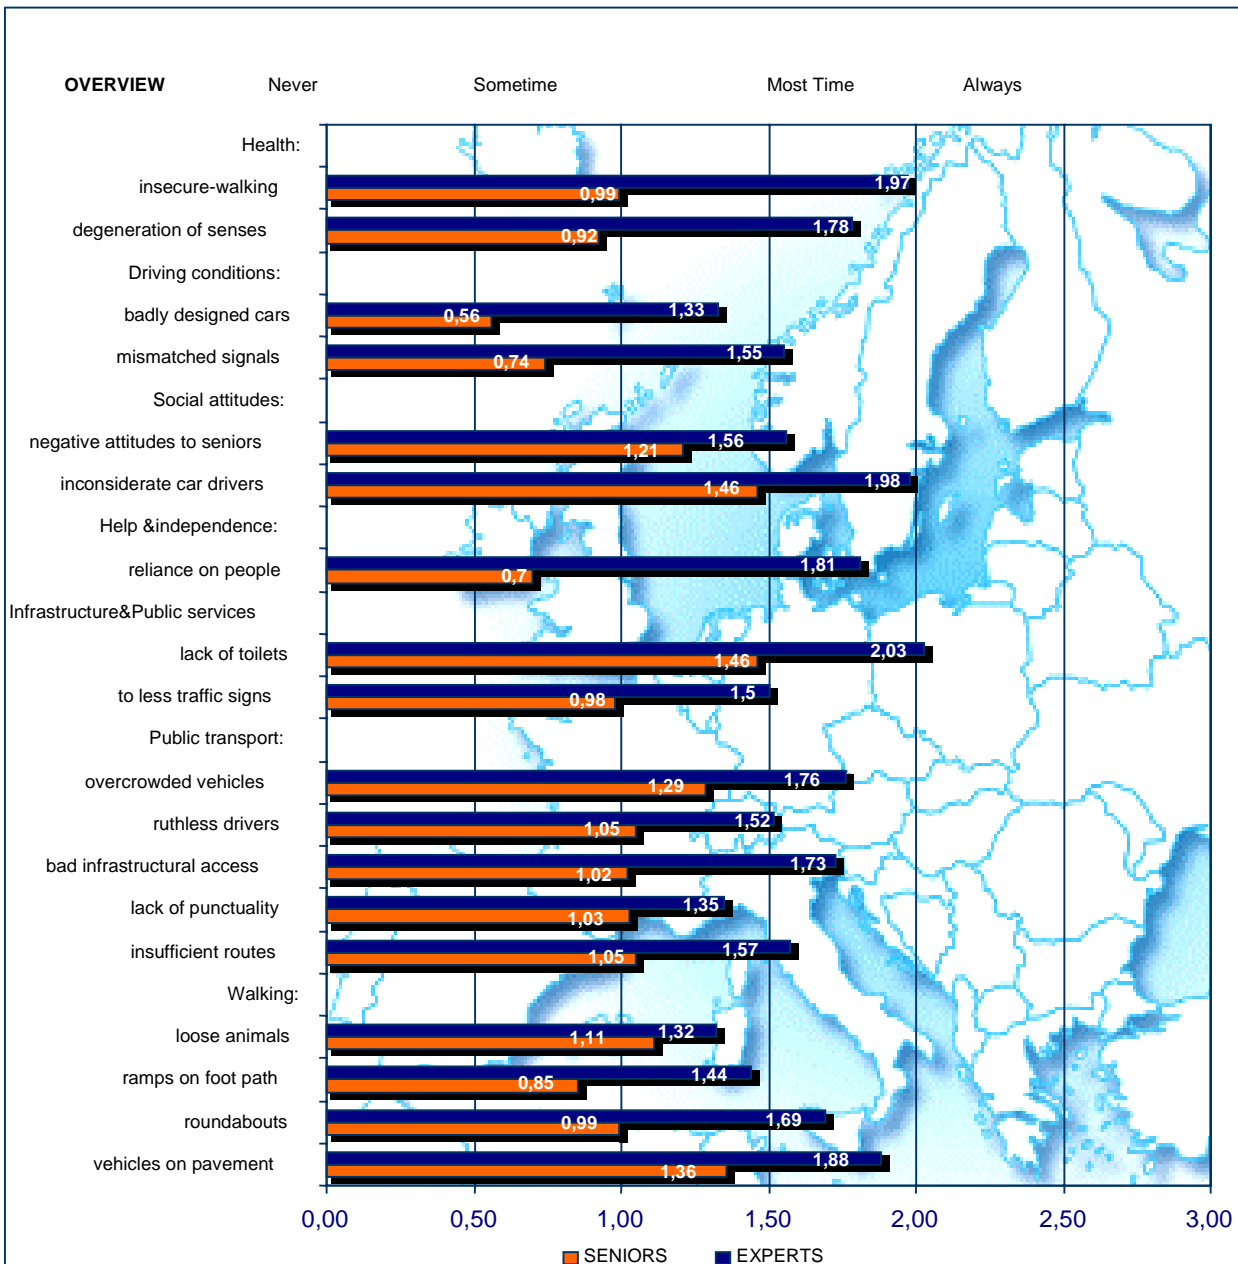 OVERVIEW Never Sometime Most Time Always
Health:
insecure-walking 1,97
0,99
degeneration of senses 1,78
0,92
Driving conditions:
badly designed cars 1,33
0,56
mismatched signals 1,55
0,74
Social attitudes:
negative attitudes to seniors 1,56
1,21
inconsiderate car drivers 1,98
1,46
Help &independence:
reliance on people 1,81
0,7
Infrastructure&Public services
lack of toilets 2,03
1,46
to less traffic signs 1,5
0,98
Public transport:
overcrowded vehicles 1,76
1,29
ruthless drivers 1,52
1,05
bad infrastructural access 1,73
1,02
lack of punctuality 1,35
1,03
insufficient routes 1,57
1,05
Walking:
loose animals 1,32
1,11
ramps on foot path 1,44
0,85
roundabouts 1,69
0,99
vehicles on pavement 1,88
1,36
0,00 0,50 1,00 1,50 2,00 2,50 3,00
SENIORS EXPERTS